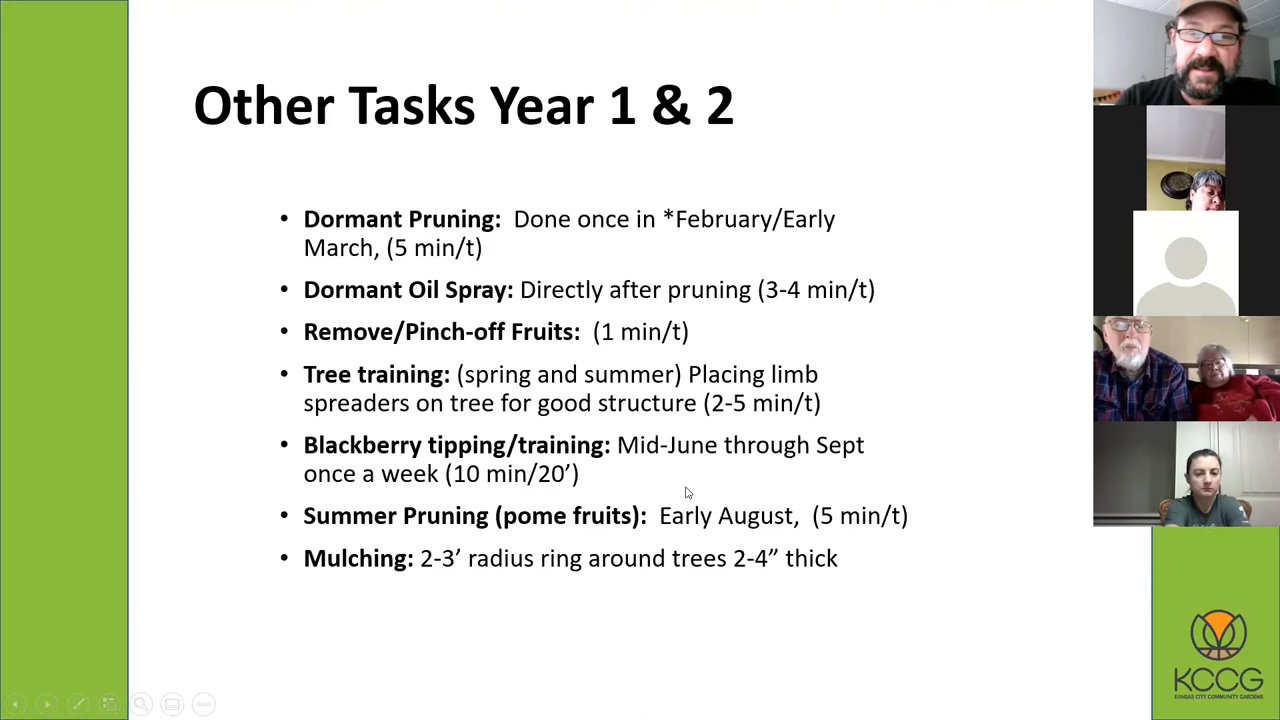 Other Tasks Year 1 & 2
• Dormant Pruning:  Done once in *February/Early
March, (5 min/t)
• Dormant Oil Spray: Directly after pruning (3-4 min/t)
• Remove/Pinch-off Fruits:  (1 min/t)
• Tree training: (spring and summer) Placing limb
spreaders on tree for good structure (2-5 min/t)
• Blackberry tipping/training: Mid-June through Sept
once a week (10 min/20’)
• Summer Pruning (pome fruits):  Early August,  (5 min/t)
• Mulching: 2-3’ radius ring around trees 2-4” thick
KCCG
KANSAS CITY COMMUNITY GARDENS